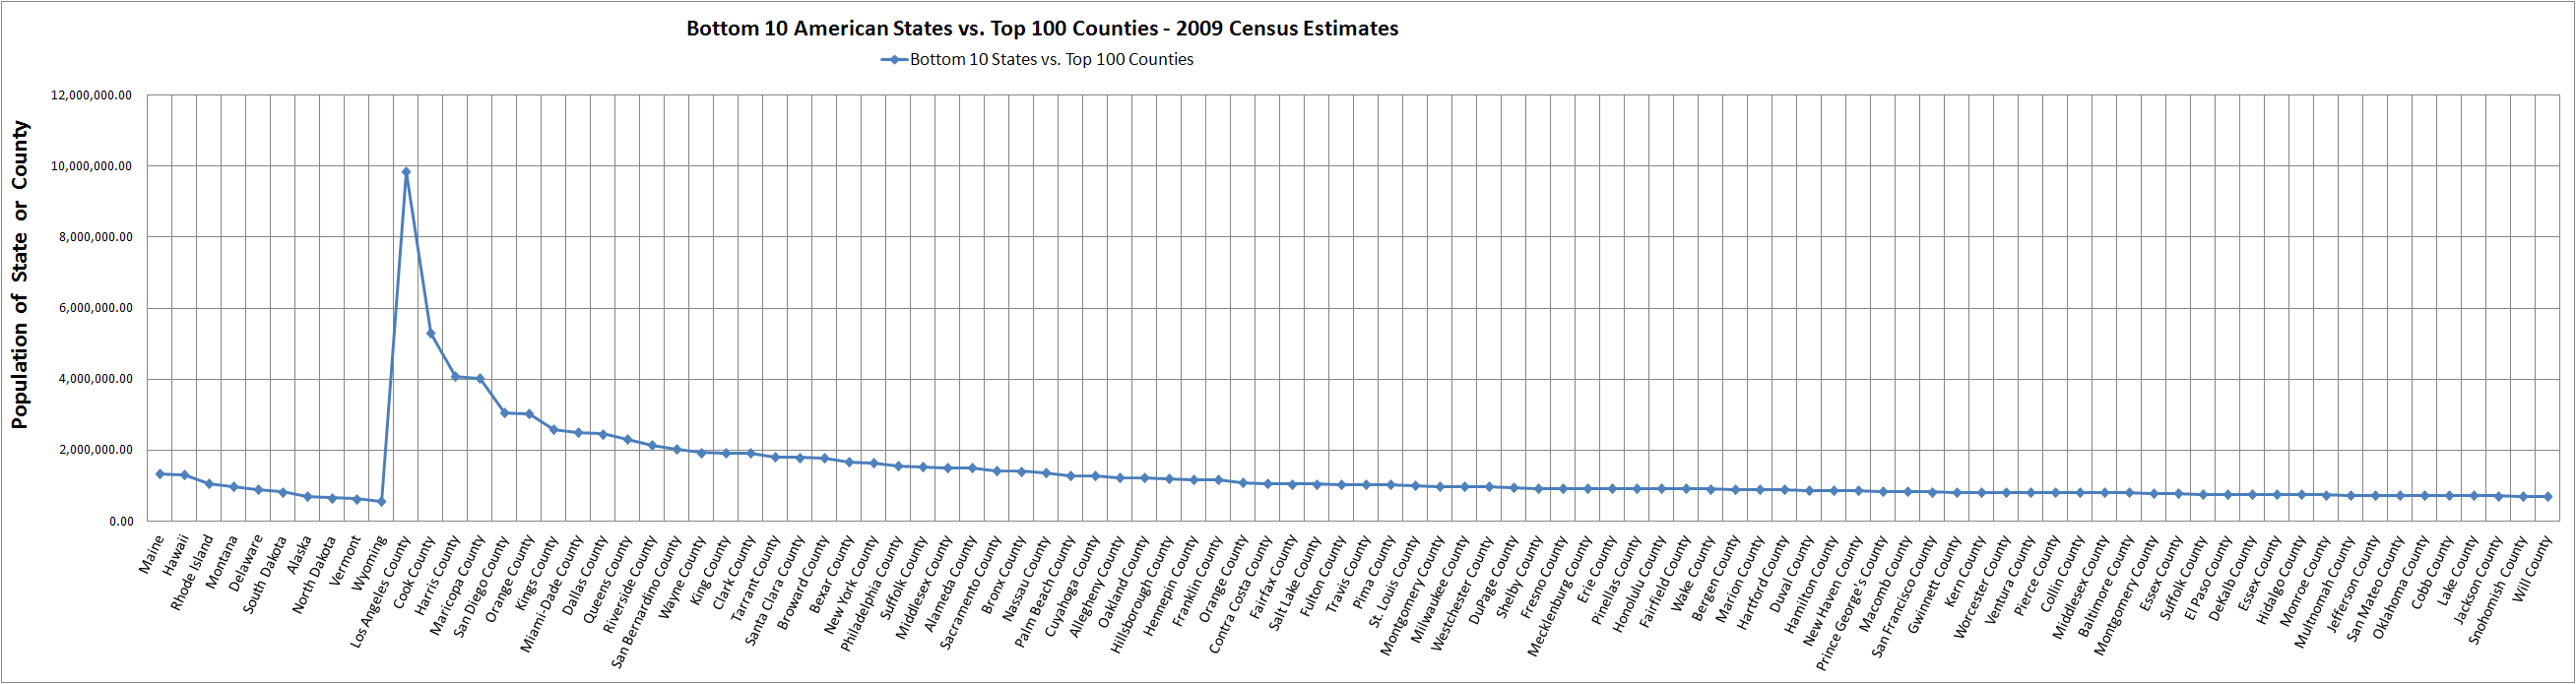 Bottom 10 American States vs. Top 100 Counties - 2009 Census Estimates
Bottom 10 States vs. Top 100 Counties
Population of State or County
12,000,000.00
10,000,000.00
8,000,000.00
6,000,000.00
4,000,000.00
2,000,000.00
0.00
Maine
Hawaii
Rhode Island
Montana
Delaware
South Dakota
Alaska
North Dakota
Vermont
Wyoming
Los Angeles County
Cook County
Harris County
Maricopa County
San Diego County
Orange County
Kings County
Miami-Dade County
Dallas County
Queens County
Riverside County
San Bernardino County
Wayne County
King County
Clark County
Tarrant County
Santa Clara County
Broward County
Bexar County
New York County
Philadelphia County
Suffolk County
Middlesex County
Alameda County
Sacramento County
Bronx County
Nassau County
Palm Beach County
Cuyahoga County
Allegheny County
Oakland County
Hillsborough County
Hennepin County
Franklin County
Orange County
Contra Costa County
Fairfax County
Salt Lake County
Fulton County
Travis County
Pima County
St. Louis County
Montgomery County
Milwaukee County
Westchester County
DuPage County
Shelby County
Fresno County
Mecklenburg County
Erie County
Pinellas County
Honolulu County
Fairfield County
Wake County
Bergen County
Marion County
Hartford County
Duval County
Hamilton County
New Haven County
Prince George's County
Macomb County
San Francisco County
Gwinnett County
Kern County
Worcester County
Ventura County
Pierce County
Collin County
Middlesex County
Baltimore County
Montgomery County
Essex County
Suffolk County
El Paso County
DeKalb County
Essex County
Hidalgo County
Monroe County
Multnomah County
Jefferson County
San Mateo County
Oklahoma County
Cobb County
Lake County
Jackson County
Snohomish County
Will County